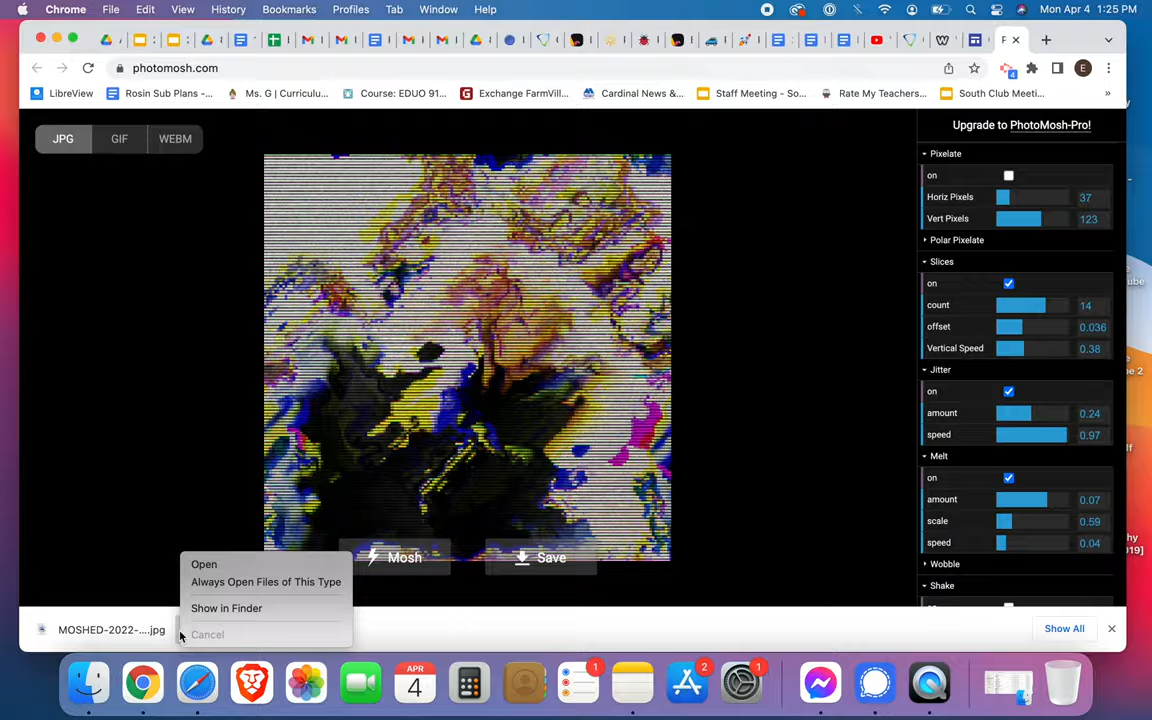 Chrome File Edit View History Bookmarks Profiles Tab Window Help Mon Apr 4 1:25 PM
photomosh.com
LibreView Rosin Sub Plans -... Ms. G | Curriculu... Course: EDUO 91... Exchange FarmVill... Cardinal News &... Staff Meeting - So... Rate My Teachers... South Club Meeti... »
JPG GIF WEBM
Upgrade to PhotoMosh-Pro!
Pixelate
on
Horiz Pixels 37
Vert Pixels 123
Polar Pixelate
Slices
on
count 14
offset 0.036
Vertical Speed 0.38
Jitter
on
amount 0.24
speed 0.97
Melt
on
amount 0.07
scale 0.59
speed 0.04
Wobble
Shake
Mosh Save
Open
Always Open Files of This Type
Show in Finder
Cancel
MOSHED-2022-....jpg
Show All
APR
4
1
2
1